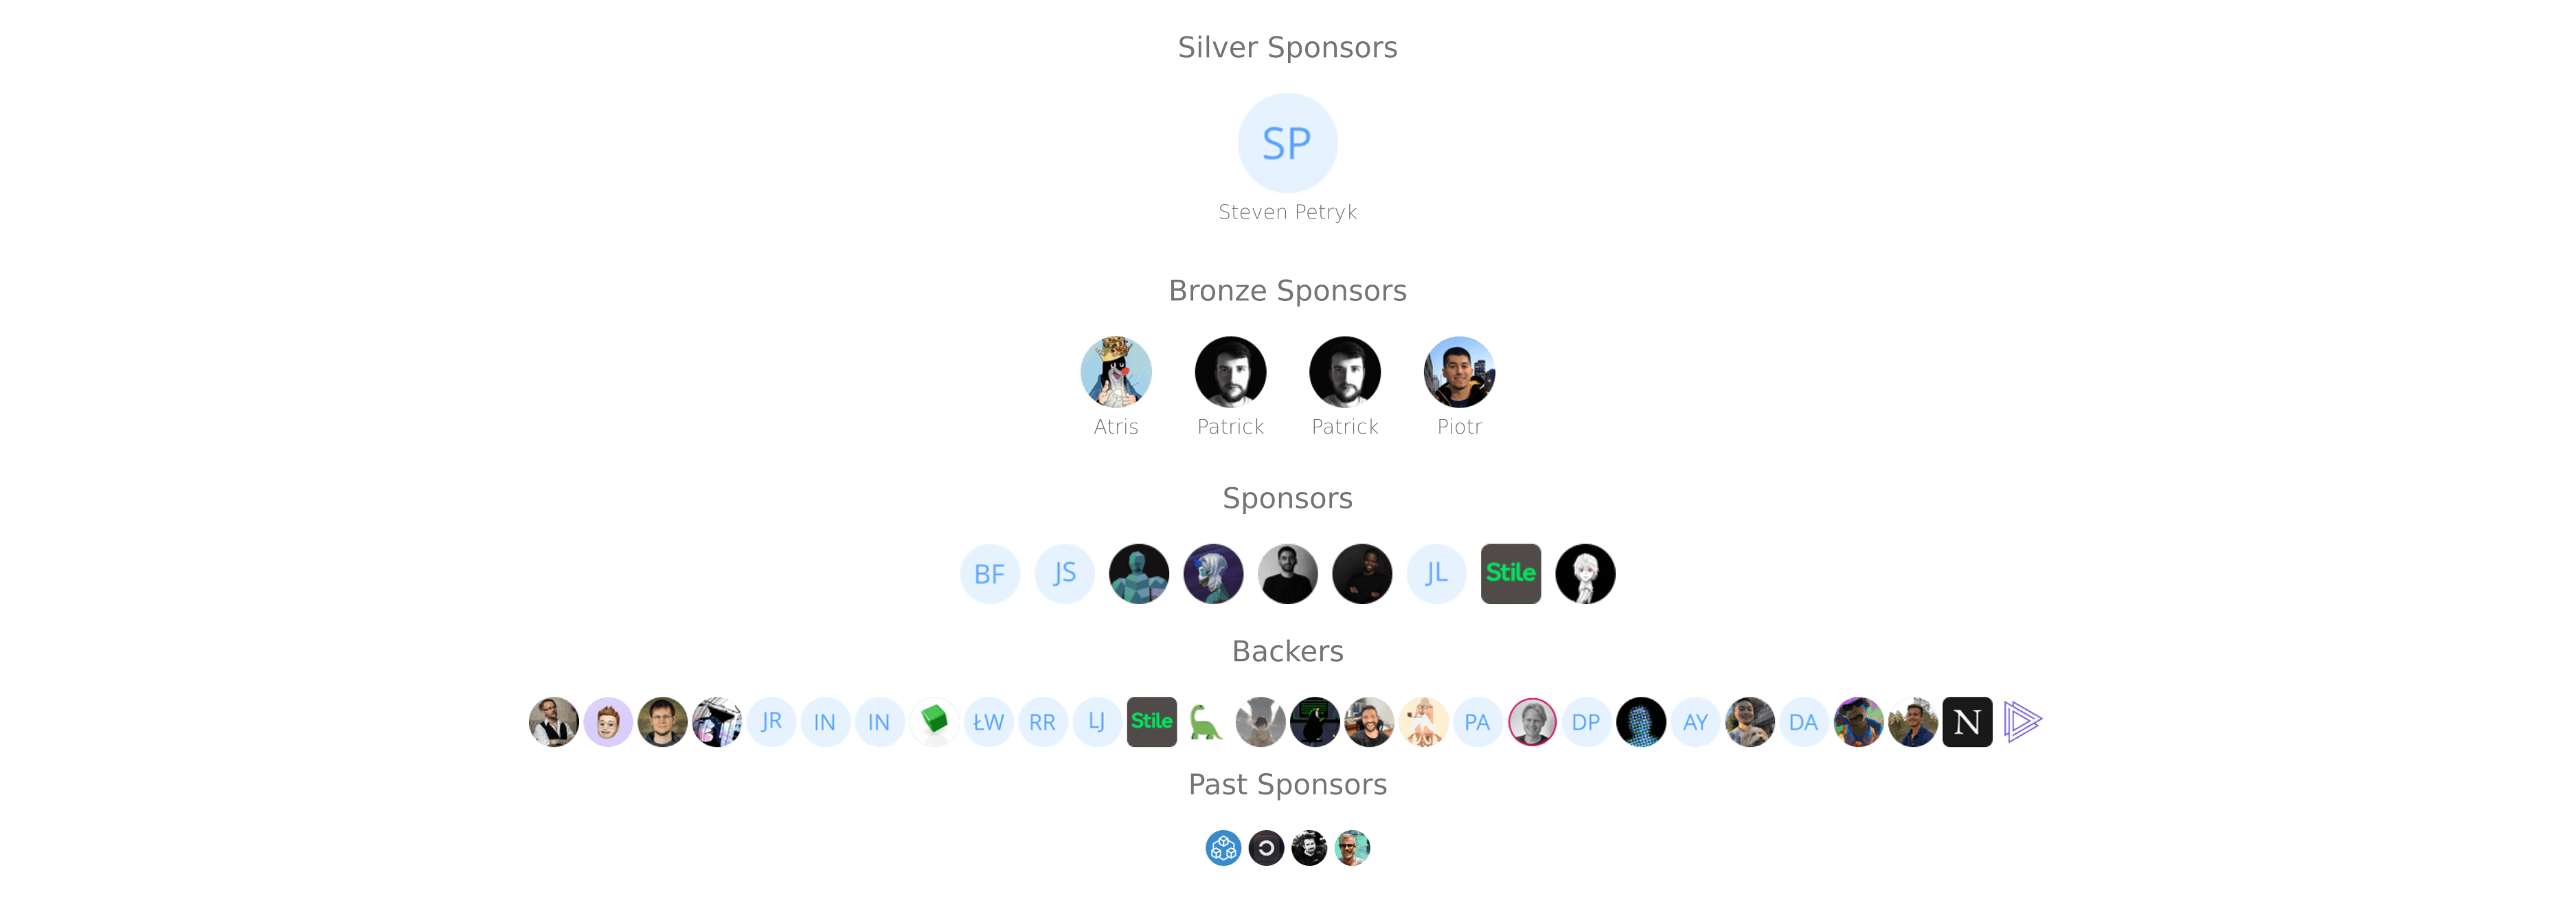 Silver Sponsors
SP
Steven Petryk
Bronze Sponsors
Atris Patrick Patrick Piotr
Sponsors
BF JS JL Stile
Backers
JR IN IN ŁW RR LJ Stile PA DP AY DA N
Past Sponsors